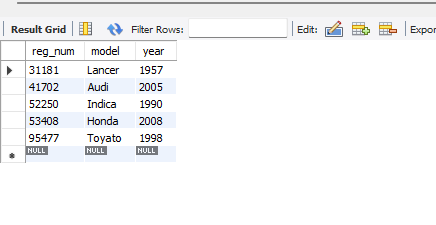 Result Grid Filter Rows: Edit: Expor
reg_num model year
31181 Lancer 1957
41702 Audi 2005
52250 Indica 1990
53408 Honda 2008
95477 Toyato 1998
NULL NULL NULL